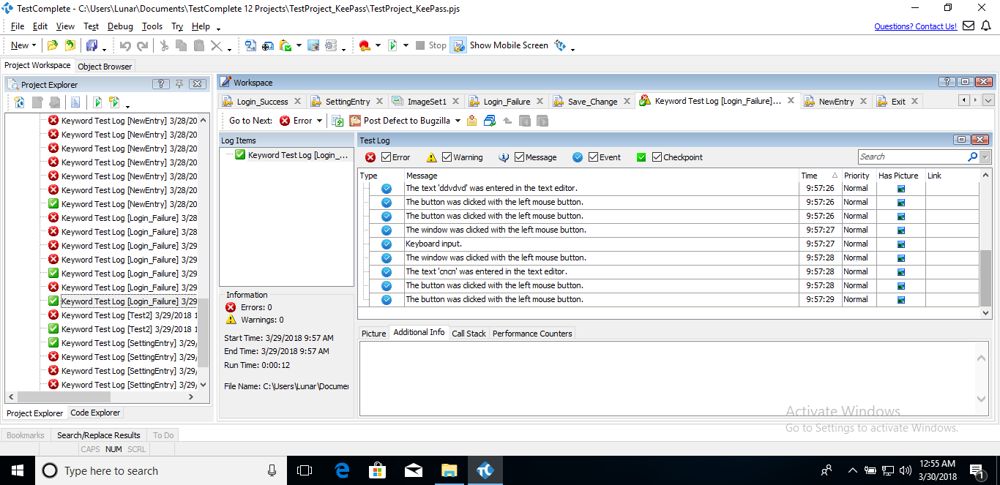 TestComplete - C:\Users\Lunar\Documents\TestComplete 12 Projects\TestProject_KeePass\TestProject_KeePass.pjs
File Edit View Test Debug Tools Try Help
Questions? Contact Us!
New Stop Show Mobile Screen
Project Workspace Object Browser
Project Explorer
Workspace
Login_Success SettingEntry ImageSet1 Login_Failure Save_Change Keyword Test Log [Login_Failure]... NewEntry Exit
Go to Next: Error Post Defect to Bugzilla
Keyword Test Log [NewEntry] 3/28/20
Keyword Test Log [NewEntry] 3/28/20
Keyword Test Log [NewEntry] 3/28/20
Keyword Test Log [NewEntry] 3/28/20
Keyword Test Log [NewEntry] 3/28/20
Keyword Test Log [NewEntry] 3/28/20
Keyword Test Log [NewEntry] 3/28/20
Keyword Test Log [Login_Failure] 3/28
Keyword Test Log [Login_Failure] 3/28
Keyword Test Log [Login_Failure] 3/29
Keyword Test Log [Login_Failure] 3/29
Keyword Test Log [Login_Failure] 3/29
Keyword Test Log [Login_Failure] 3/29
Keyword Test Log [Login_Failure] 3/29
Keyword Test Log [Test2] 3/29/2018 1
Keyword Test Log [Test2] 3/29/2018 1
Keyword Test Log [SettingEntry] 3/29/
Keyword Test Log [SettingEntry] 3/29/
Keyword Test Log [SettingEntry] 3/29/
Keyword Test Log [SettingEntry] 3/29/
Project Explorer Code Explorer
Log Items
Keyword Test Log [Login_...
Information
Errors: 0
Warnings: 0
Start Time: 3/29/2018 9:57 AM
End Time: 3/29/2018 9:57 AM
Run Time: 0:00:12
File Name: C:\Users\Lunar\Documer
Test Log
Error Warning Message Event Checkpoint
Search
Type Message Time Priority Has Picture Link
The text 'ddvdvd' was entered in the text editor. 9:57:26 Normal
The button was clicked with the left mouse button. 9:57:26 Normal
The button was clicked with the left mouse button. 9:57:26 Normal
The window was clicked with the left mouse button. 9:57:27 Normal
Keyboard input. 9:57:27 Normal
The window was clicked with the left mouse button. 9:57:28 Normal
The text 'cncn' was entered in the text editor. 9:57:28 Normal
The button was clicked with the left mouse button. 9:57:28 Normal
The button was clicked with the left mouse button. 9:57:29 Normal
Picture Additional Info Call Stack Performance Counters
Activate Windows
Go to Settings to activate Windows.
Bookmarks Search/Replace Results To Do
CAPS NUM SCRL
Type here to search
12:55 AM
3/30/2018
1